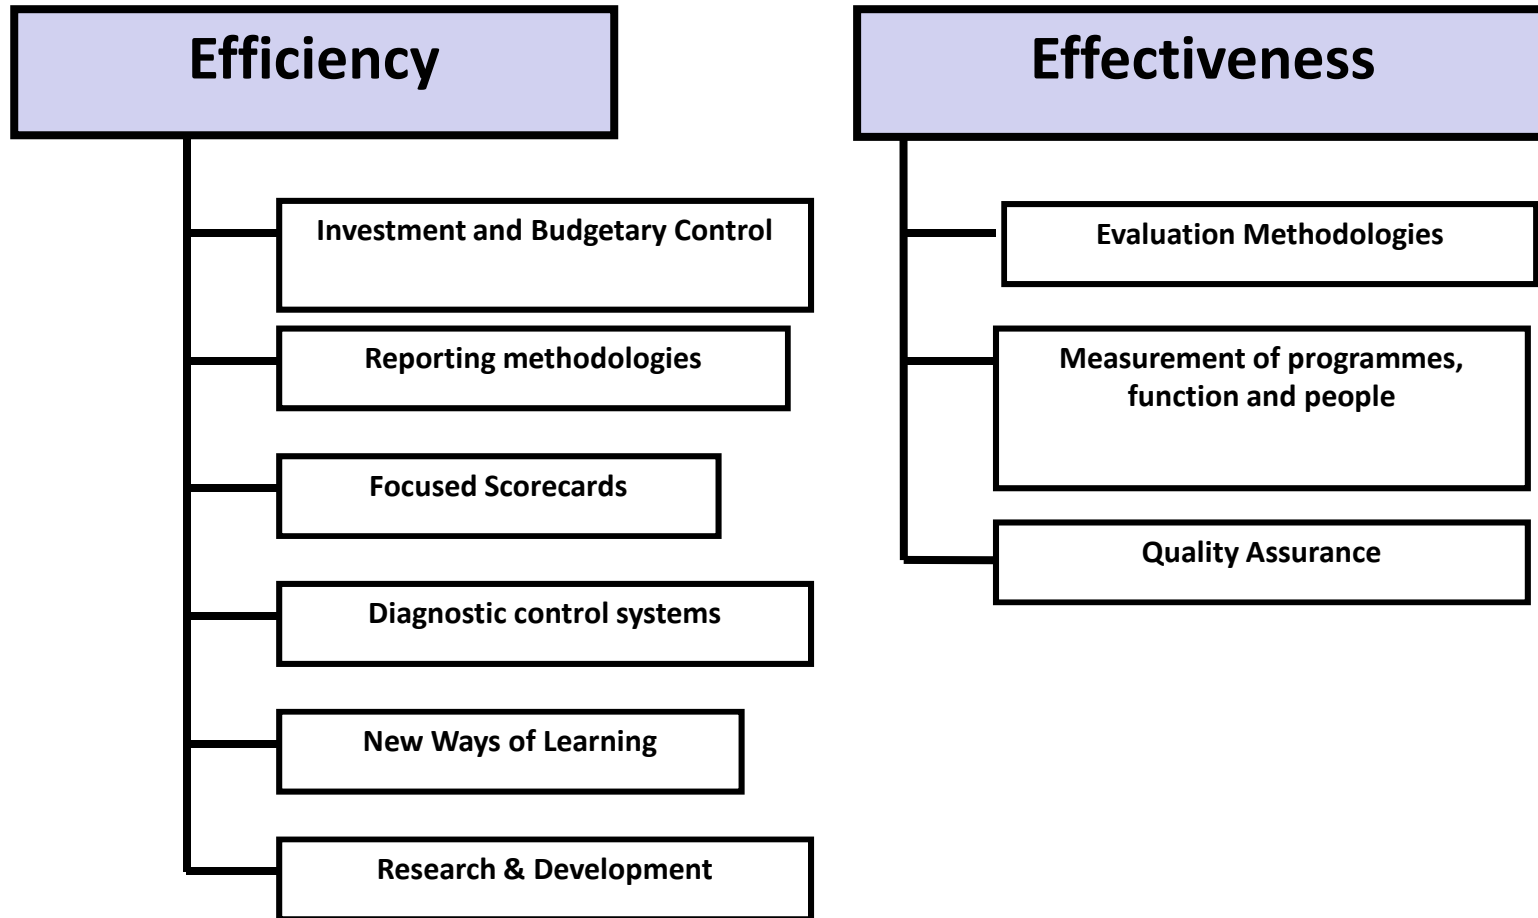 Efficiency
Investment and Budgetary Control
Reporting methodologies
Focused Scorecards
Diagnostic control systems
New Ways of Learning
Research & Development
Effectiveness
Evaluation Methodologies
Measurement of programmes,
function and people
Quality Assurance